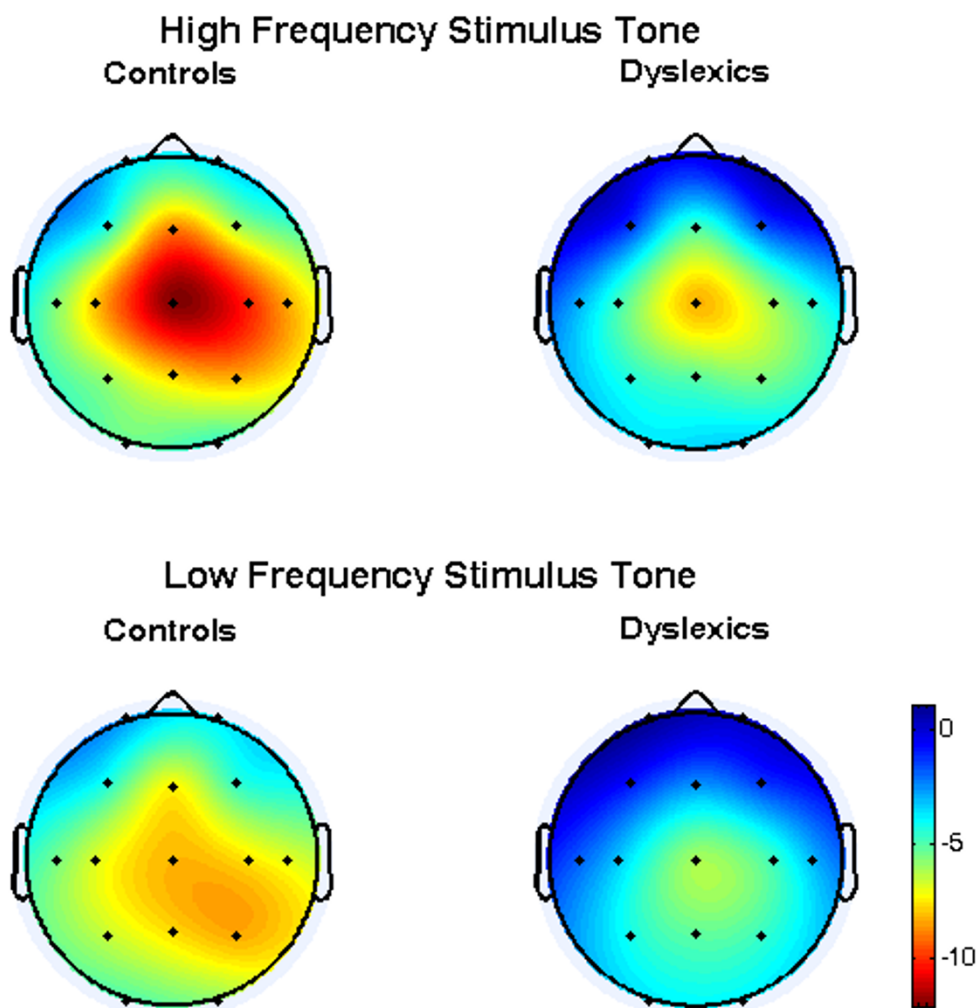 High Frequency Stimulus Tone
Controls Dyslexics
Low Frequency Stimulus Tone
Controls Dyslexics
0
-5
-10